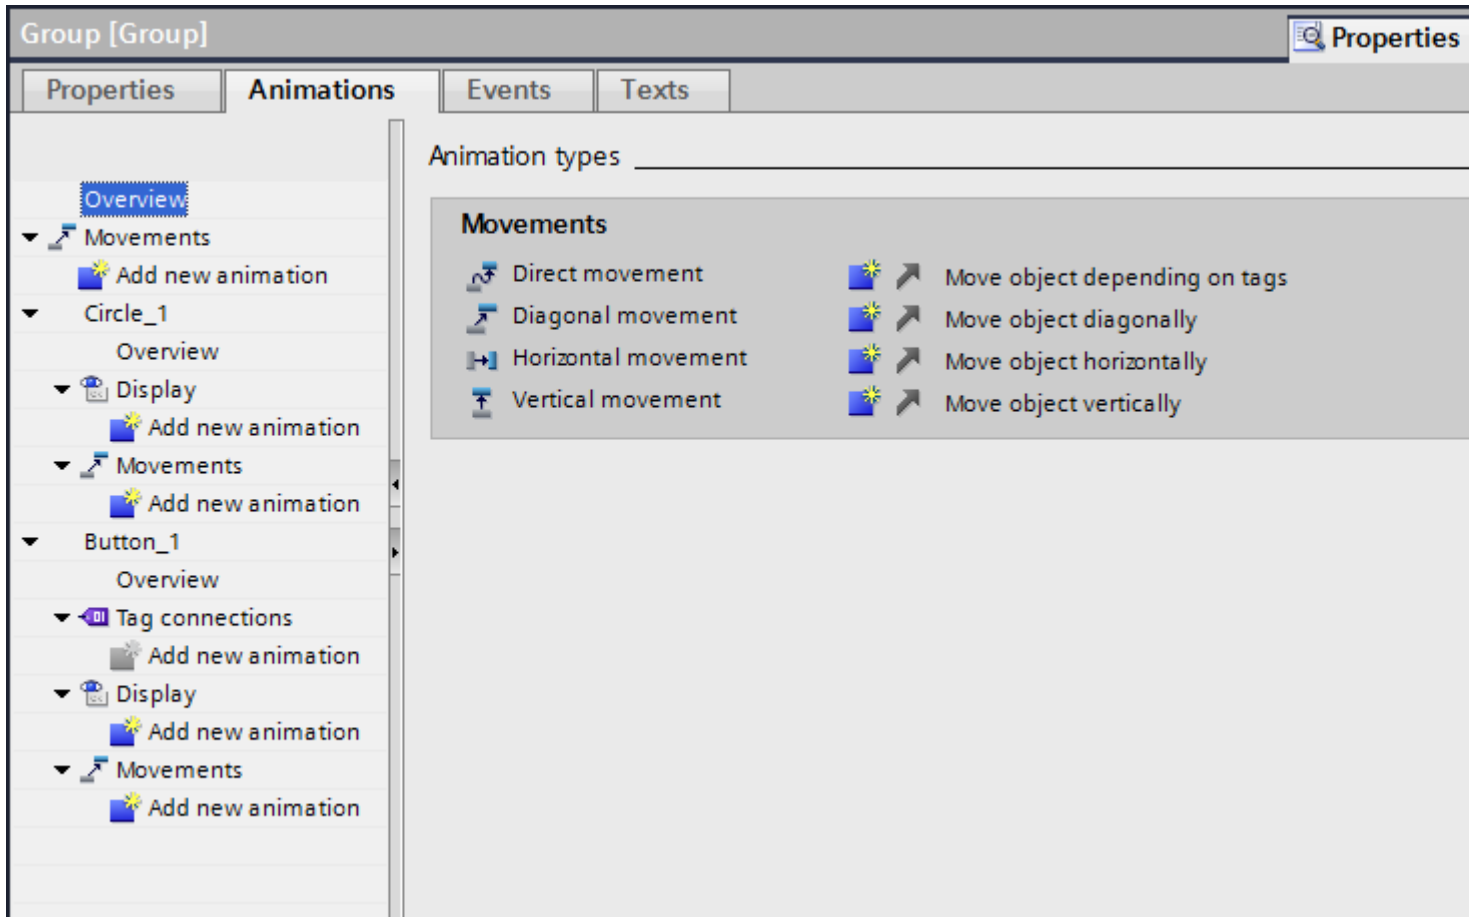 Group [Group]
Properties
Properties
Animations
Events
Texts
Overview
Movements
Add new animation
Circle_1
Overview
Display
Add new animation
Movements
Add new animation
Button_1
Overview
Tag connections
Add new animation
Display
Add new animation
Movements
Add new animation
Animation types
Movements
Direct movement
Move object depending on tags
Diagonal movement
Move object diagonally
Horizontal movement
Move object horizontally
Vertical movement
Move object vertically